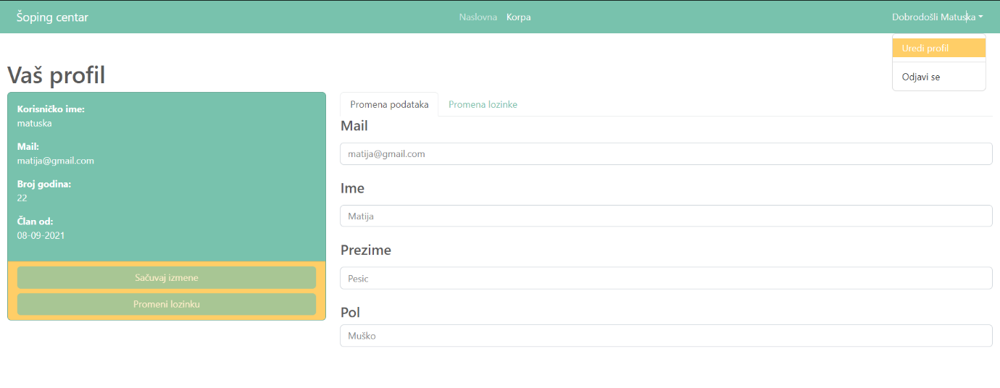 Šoping centar
Naslovna
Korpa
Dobrodošli Matuska
Uredi profil
Odjavi se
Vaš profil
Korisničko ime:
matuska
Mail:
matija@gmail.com
Broj godina:
22
Član od:
08-09-2021
Sačuvaj izmene
Promeni lozinku
Promena podataka
Promena lozinke
Mail
matija@gmail.com
Ime
Matija
Prezime
Pesic
Pol
Muško